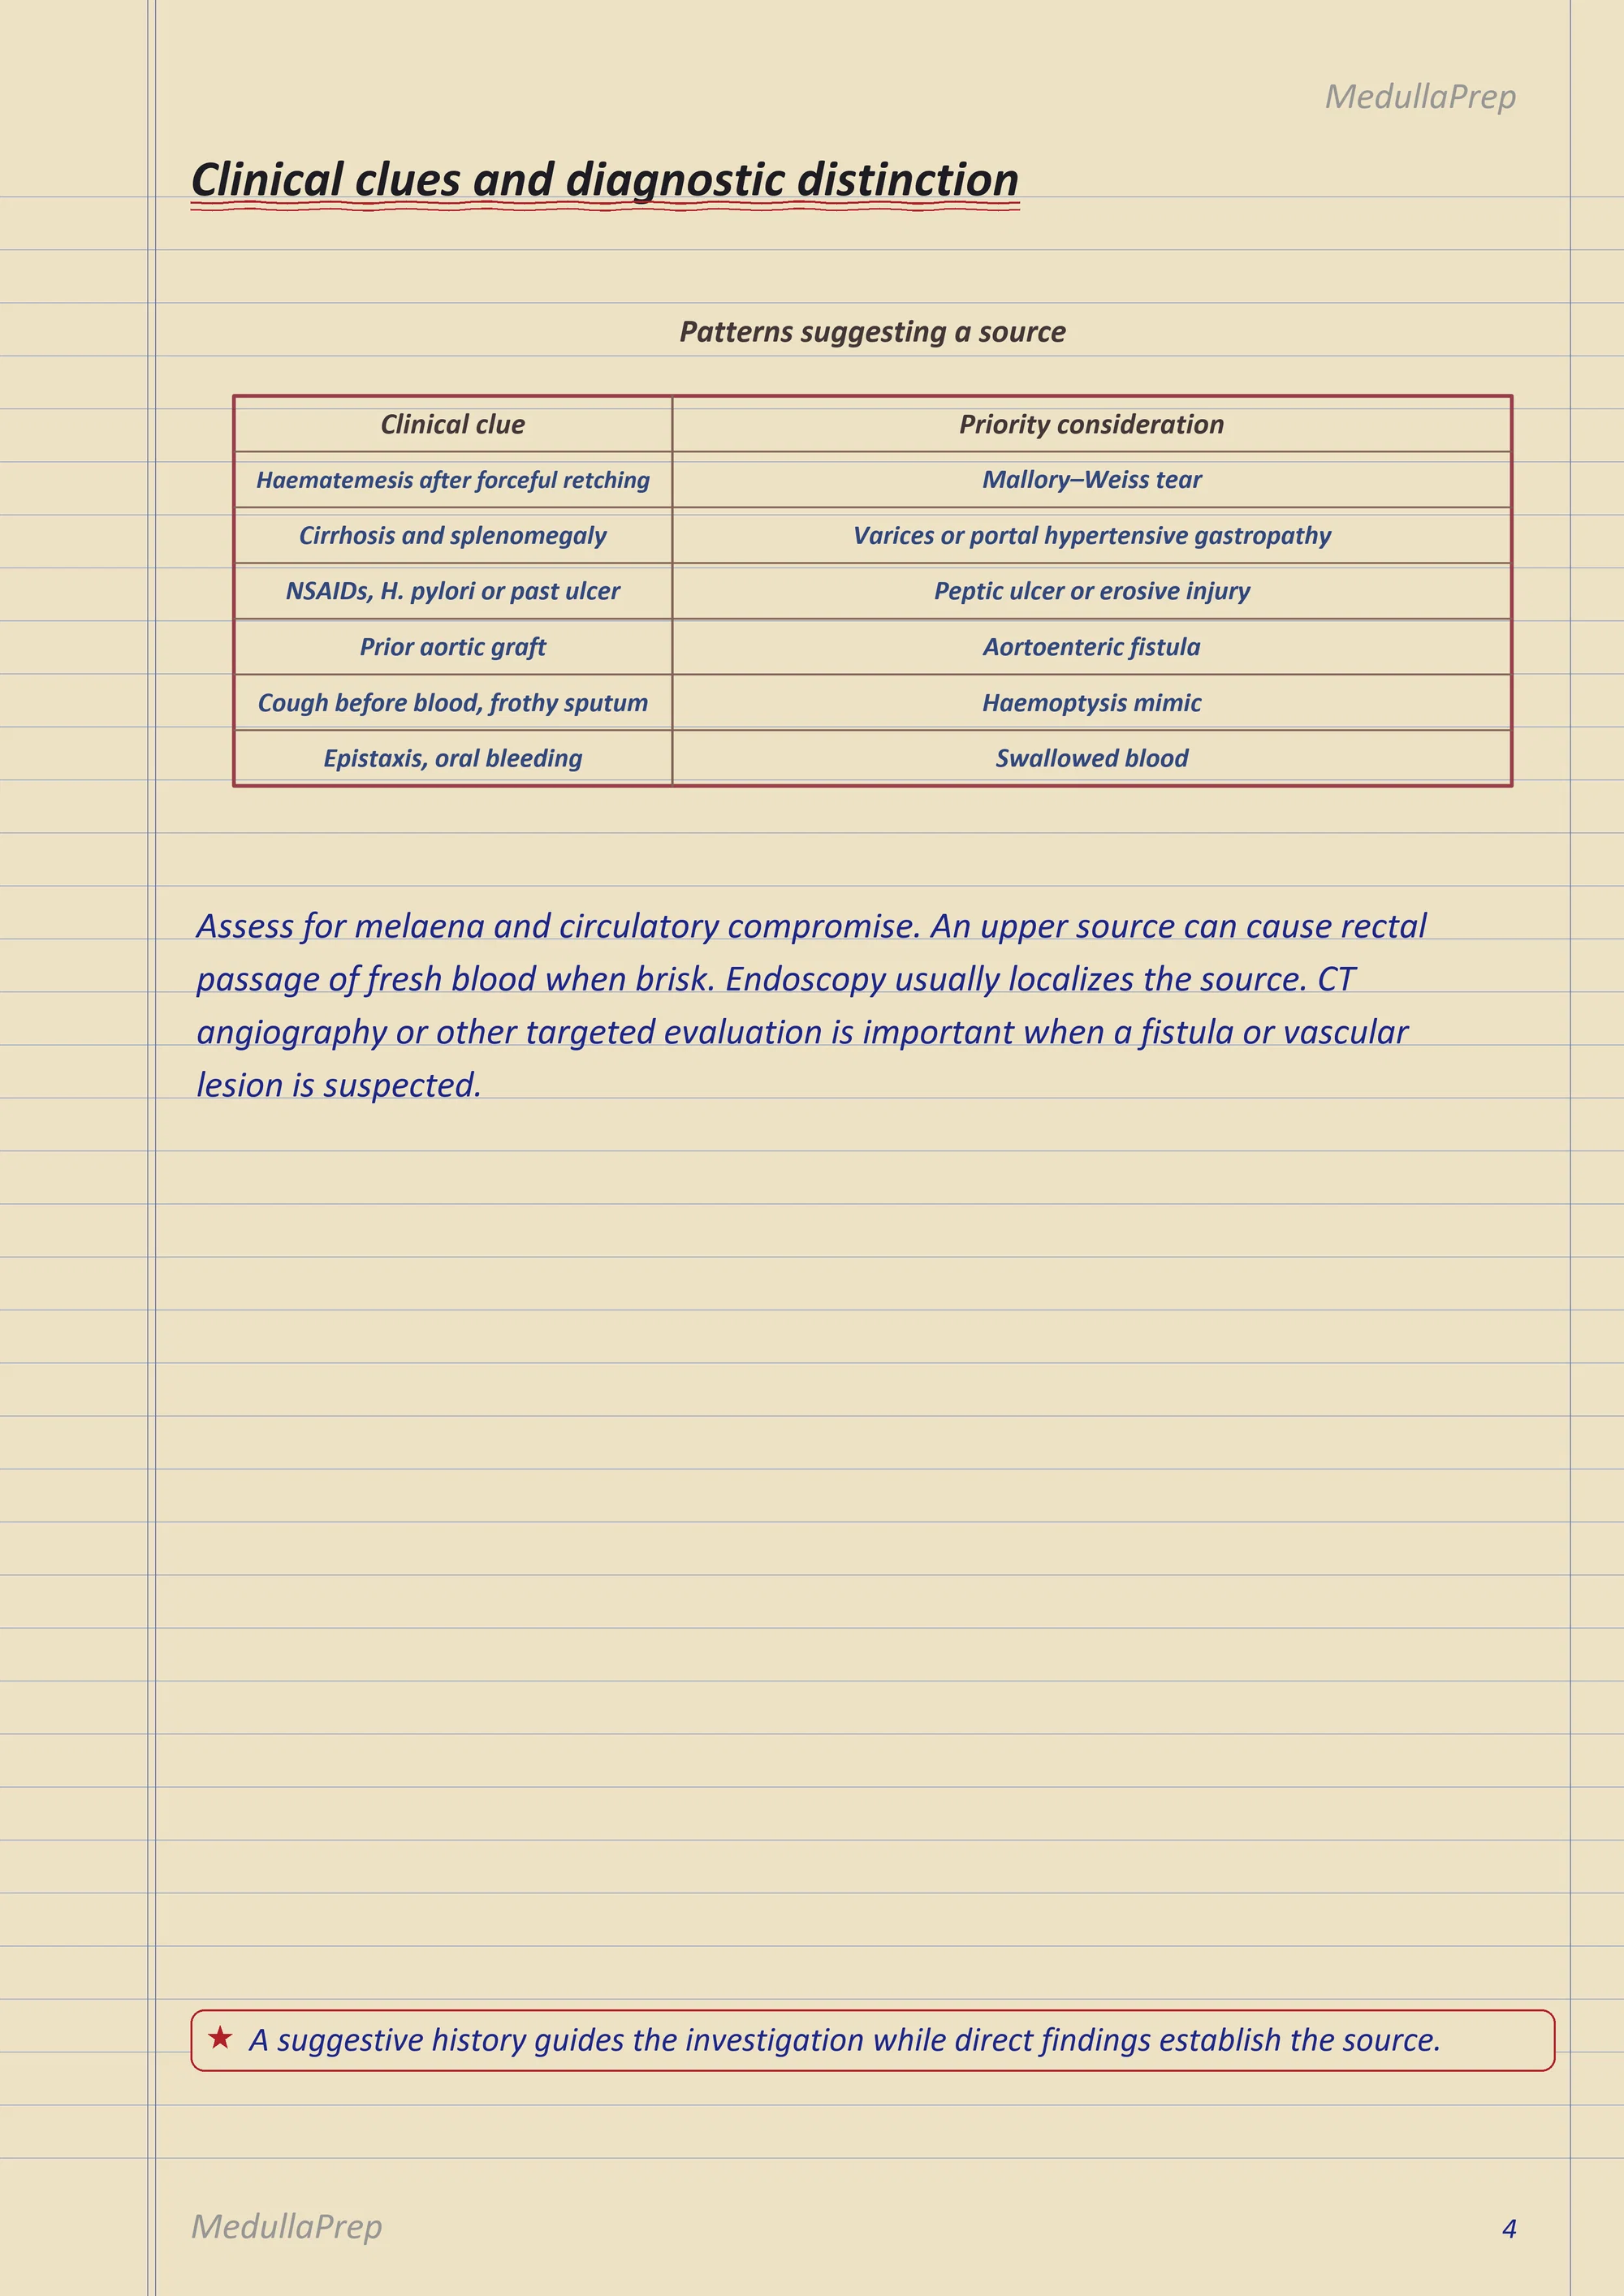 MedullaPrep
Clinical clues and diagnostic distinction
Patterns suggesting a source
Clinical clue Priority consideration
Haematemesis after forceful retching Mallory–Weiss tear
Cirrhosis and splenomegaly Varices or portal hypertensive gastropathy
NSAIDs, H. pylori or past ulcer Peptic ulcer or erosive injury
Prior aortic graft Aortoenteric fistula
Cough before blood, frothy sputum Haemoptysis mimic
Epistaxis, oral bleeding Swallowed blood
Assess for melaena and circulatory compromise. An upper source can cause rectal
passage of fresh blood when brisk. Endoscopy usually localizes the source. CT
angiography or other targeted evaluation is important when a fistula or vascular
lesion is suspected.
★ A suggestive history guides the investigation while direct findings establish the source.
MedullaPrep 4